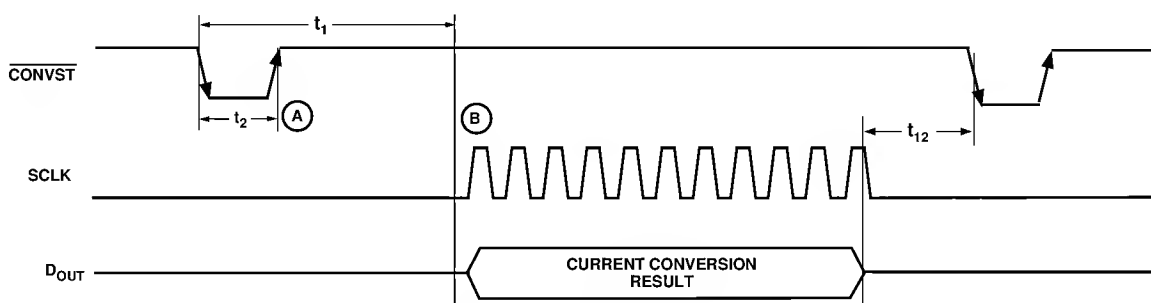 t1
CONVST
t2
A
B
t12
SCLK
DOUT
CURRENT CONVERSION
RESULT